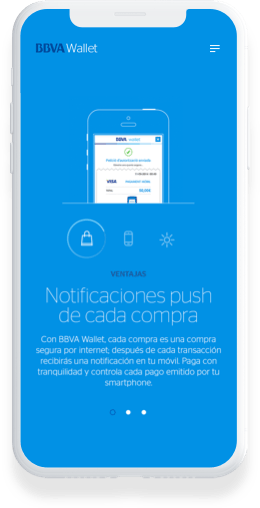 BBVA Wallet
BBVA wallet
VISA
VENTAJAS
Notificaciones push
de cada compra
Con BBVA Wallet, cada compra es una compra
segura por internet; después de cada transacción
recibirás una notificación en tu móvil. Paga con
tranquilidad y controla cada pago emitido por tu
smartphone.